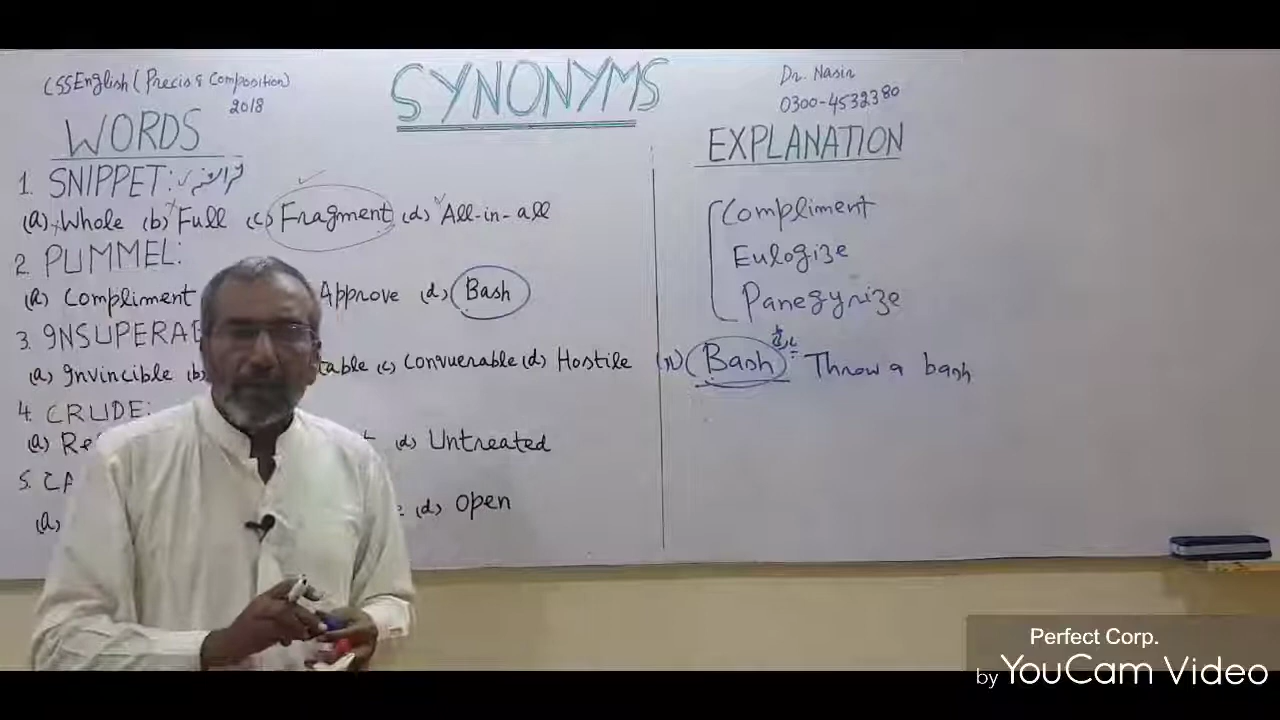 CSS English (Precis & Composition)
2018
SYNONYMS
Dr. Nasir
0300-4532380
WORDS
EXPLANATION
1. SNIPPET:
(a) Whole (b) Full (c) Fragment (d) All-in-all
2. PUMMEL:
(a) Compliment Approve (d) Bash
3. INSUPERAB
(a) Invincible (b) table (c) Convuerable (d) Hostile
4. CRUDE:
(a) Re (d) Untreated
5. CA
(a) (d) Open
Compliment
Eulogize
Panegyrize
(N) Bash Throw a bash
Perfect Corp.
by YouCam Video